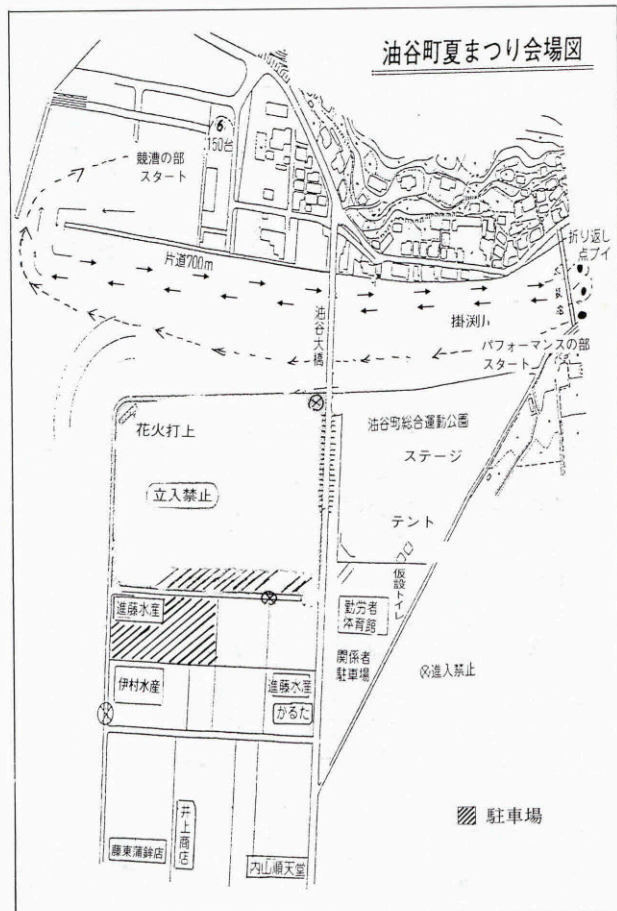 油谷町夏まつり会場図
6
150台
競漕の部
スタート
片道700m
折り返し
点ブイ
掛渕川
油谷大橋
パフォーマンスの部
スタート
花火打上
油谷町総合運動公園
ステージ
立入禁止
テント
仮設トイレ
進藤水産
勤労者
体育館
関係者
駐車場
⊗進入禁止
伊村水産
進藤水産
かるた
駐車場
藤東蒲鉾店
井上商店
内山順天堂